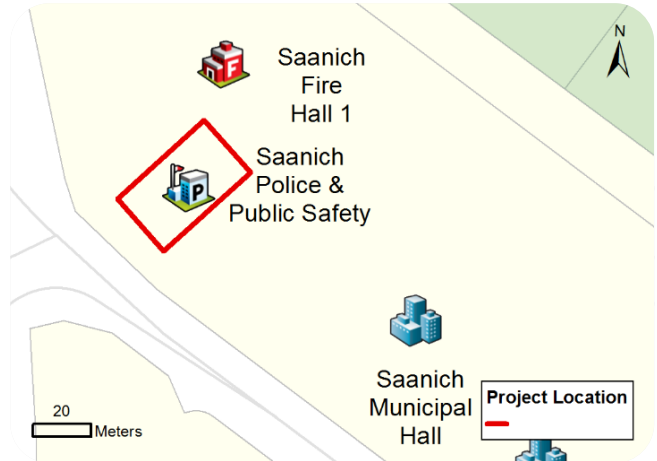 N
Saanich
Fire
Hall 1
F
Saanich
Police &
Public Safety
P
Saanich
Municipal
Hall
Project Location
20
Meters